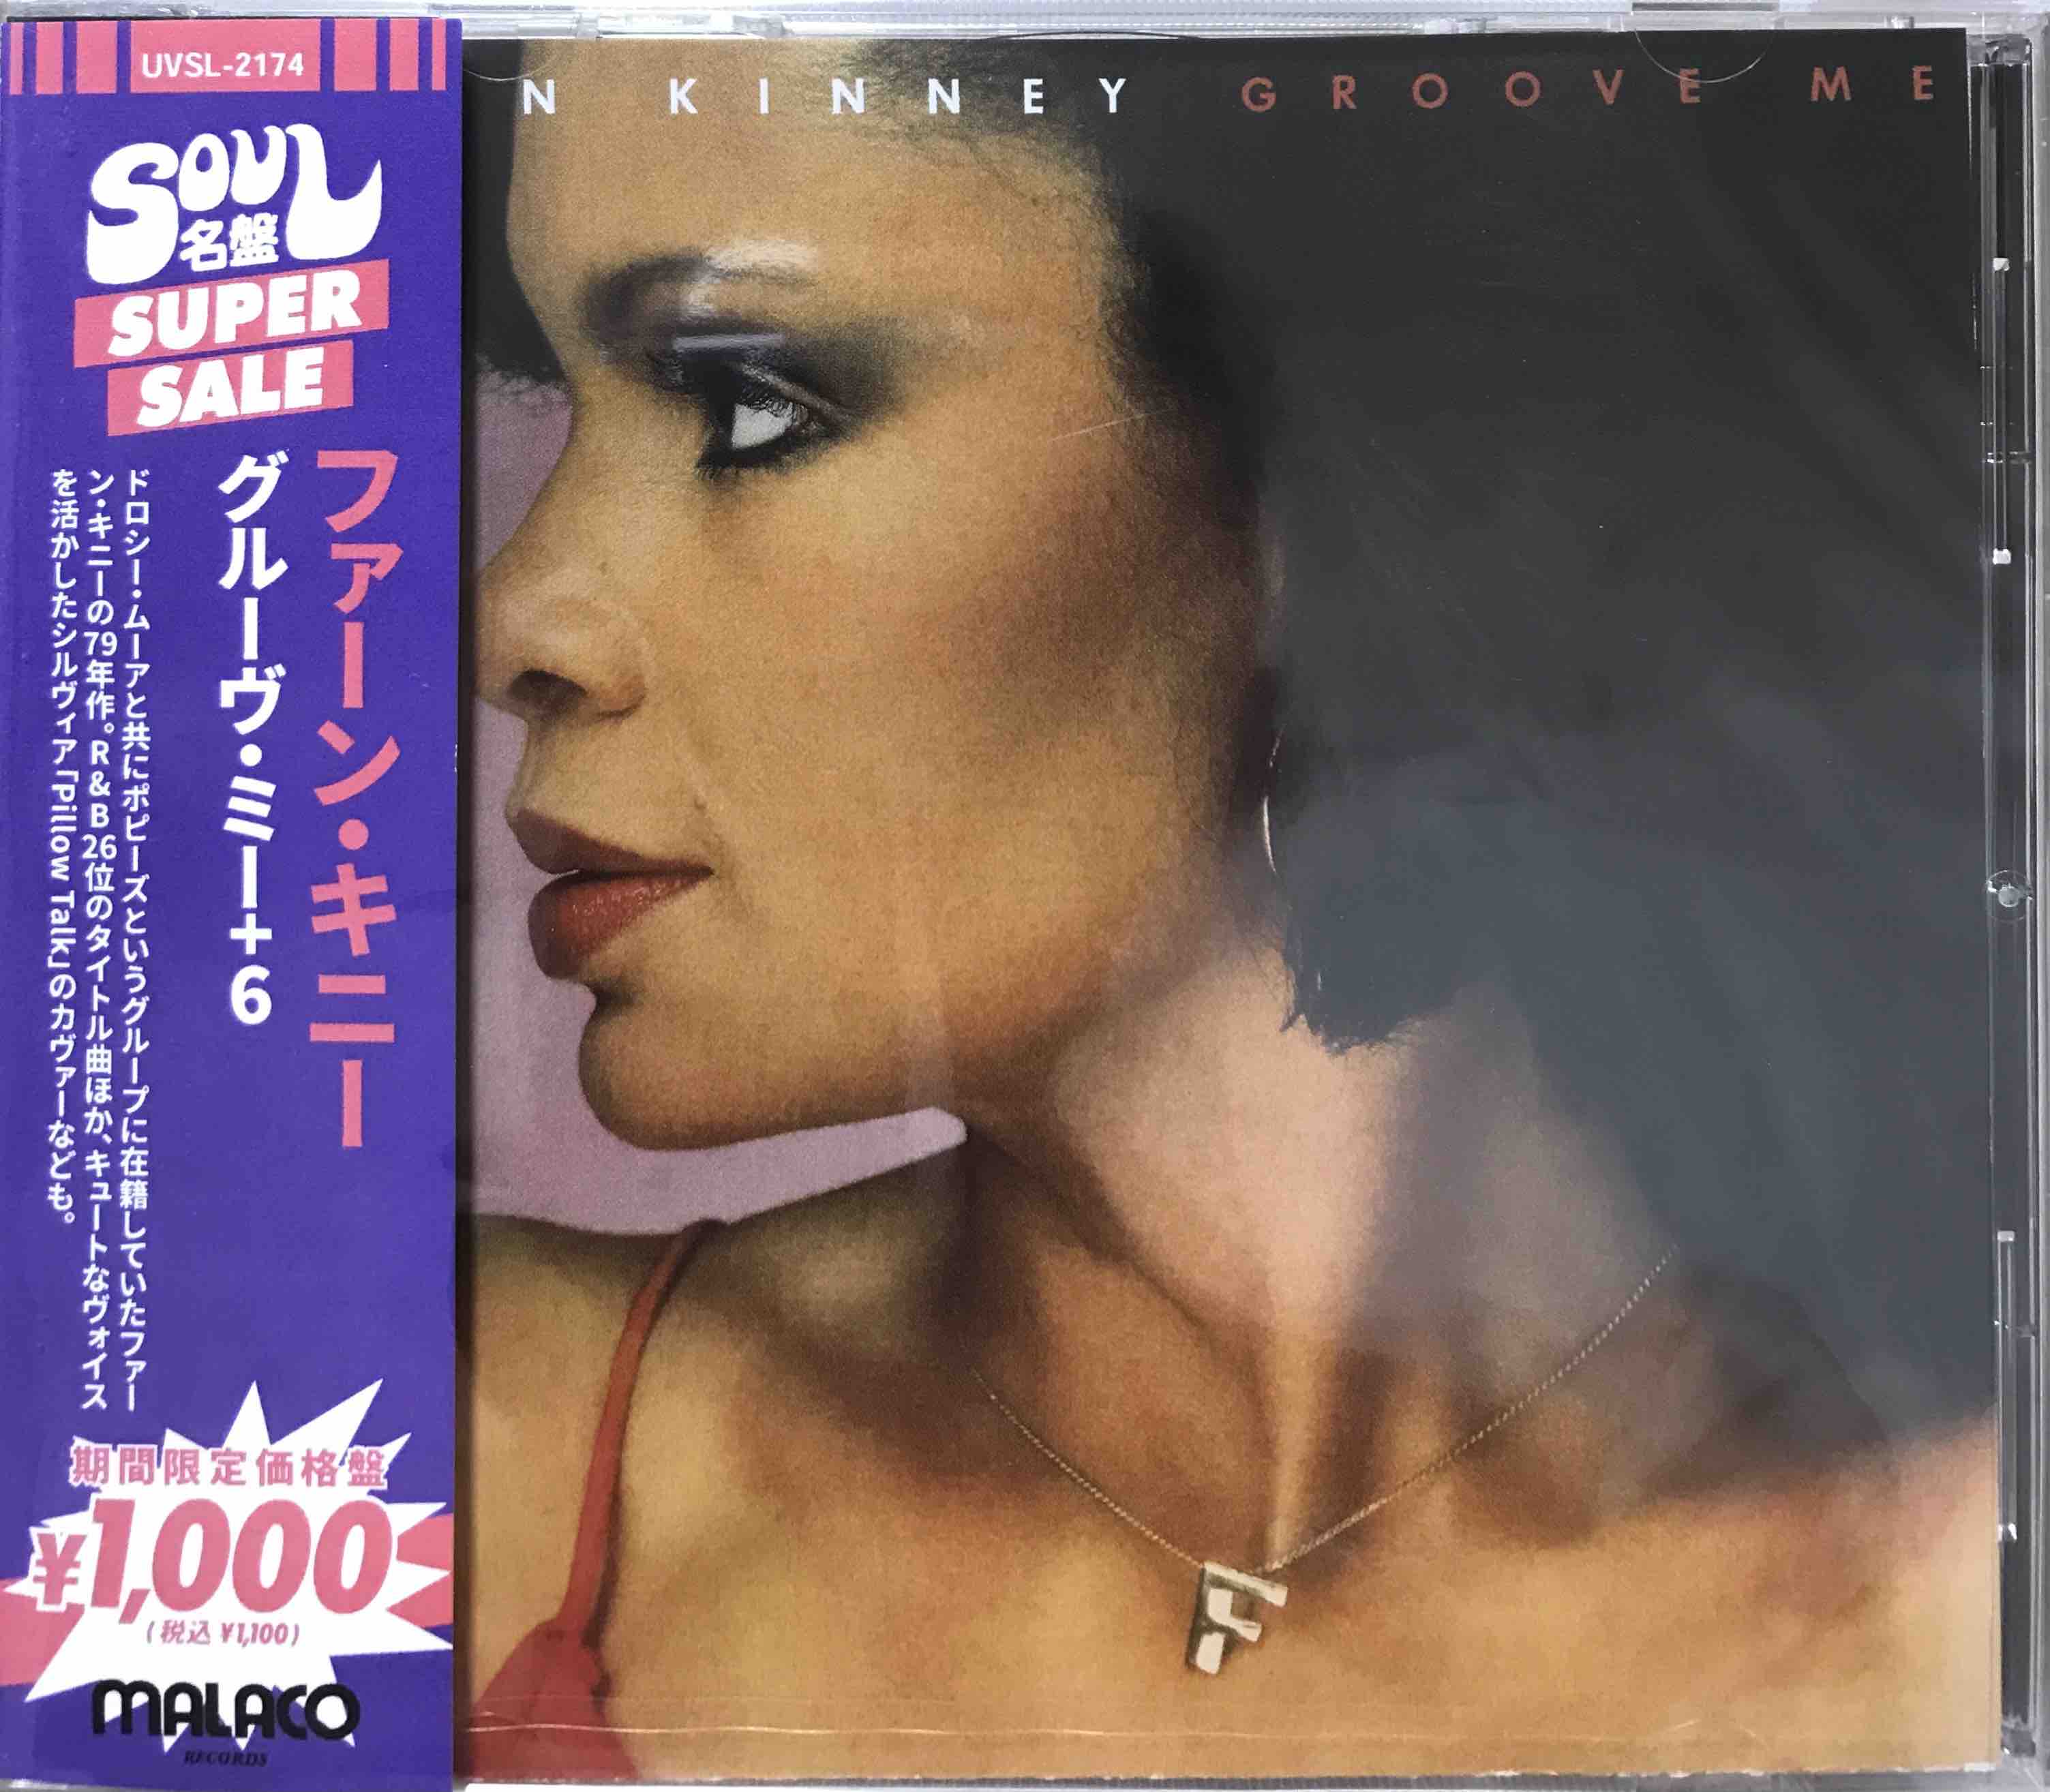 UVSL-2174
SOUL
名盤
SUPER
SALE
ファーン・キニー
グルーヴ・ミー+6
ドロシー・ムーアと共にポピーズというグループに在籍していたファー
ン・キニーの79年作。R&B26位のタイトル曲ほか、キュートなヴォイス
を活かしたシルヴィア「Pillow Talk」のカヴァーなども。
期間限定価格盤
¥1,000
(税込 ¥1,100)
MALACO
RECORDS
N KINNEY GROOVE ME
F